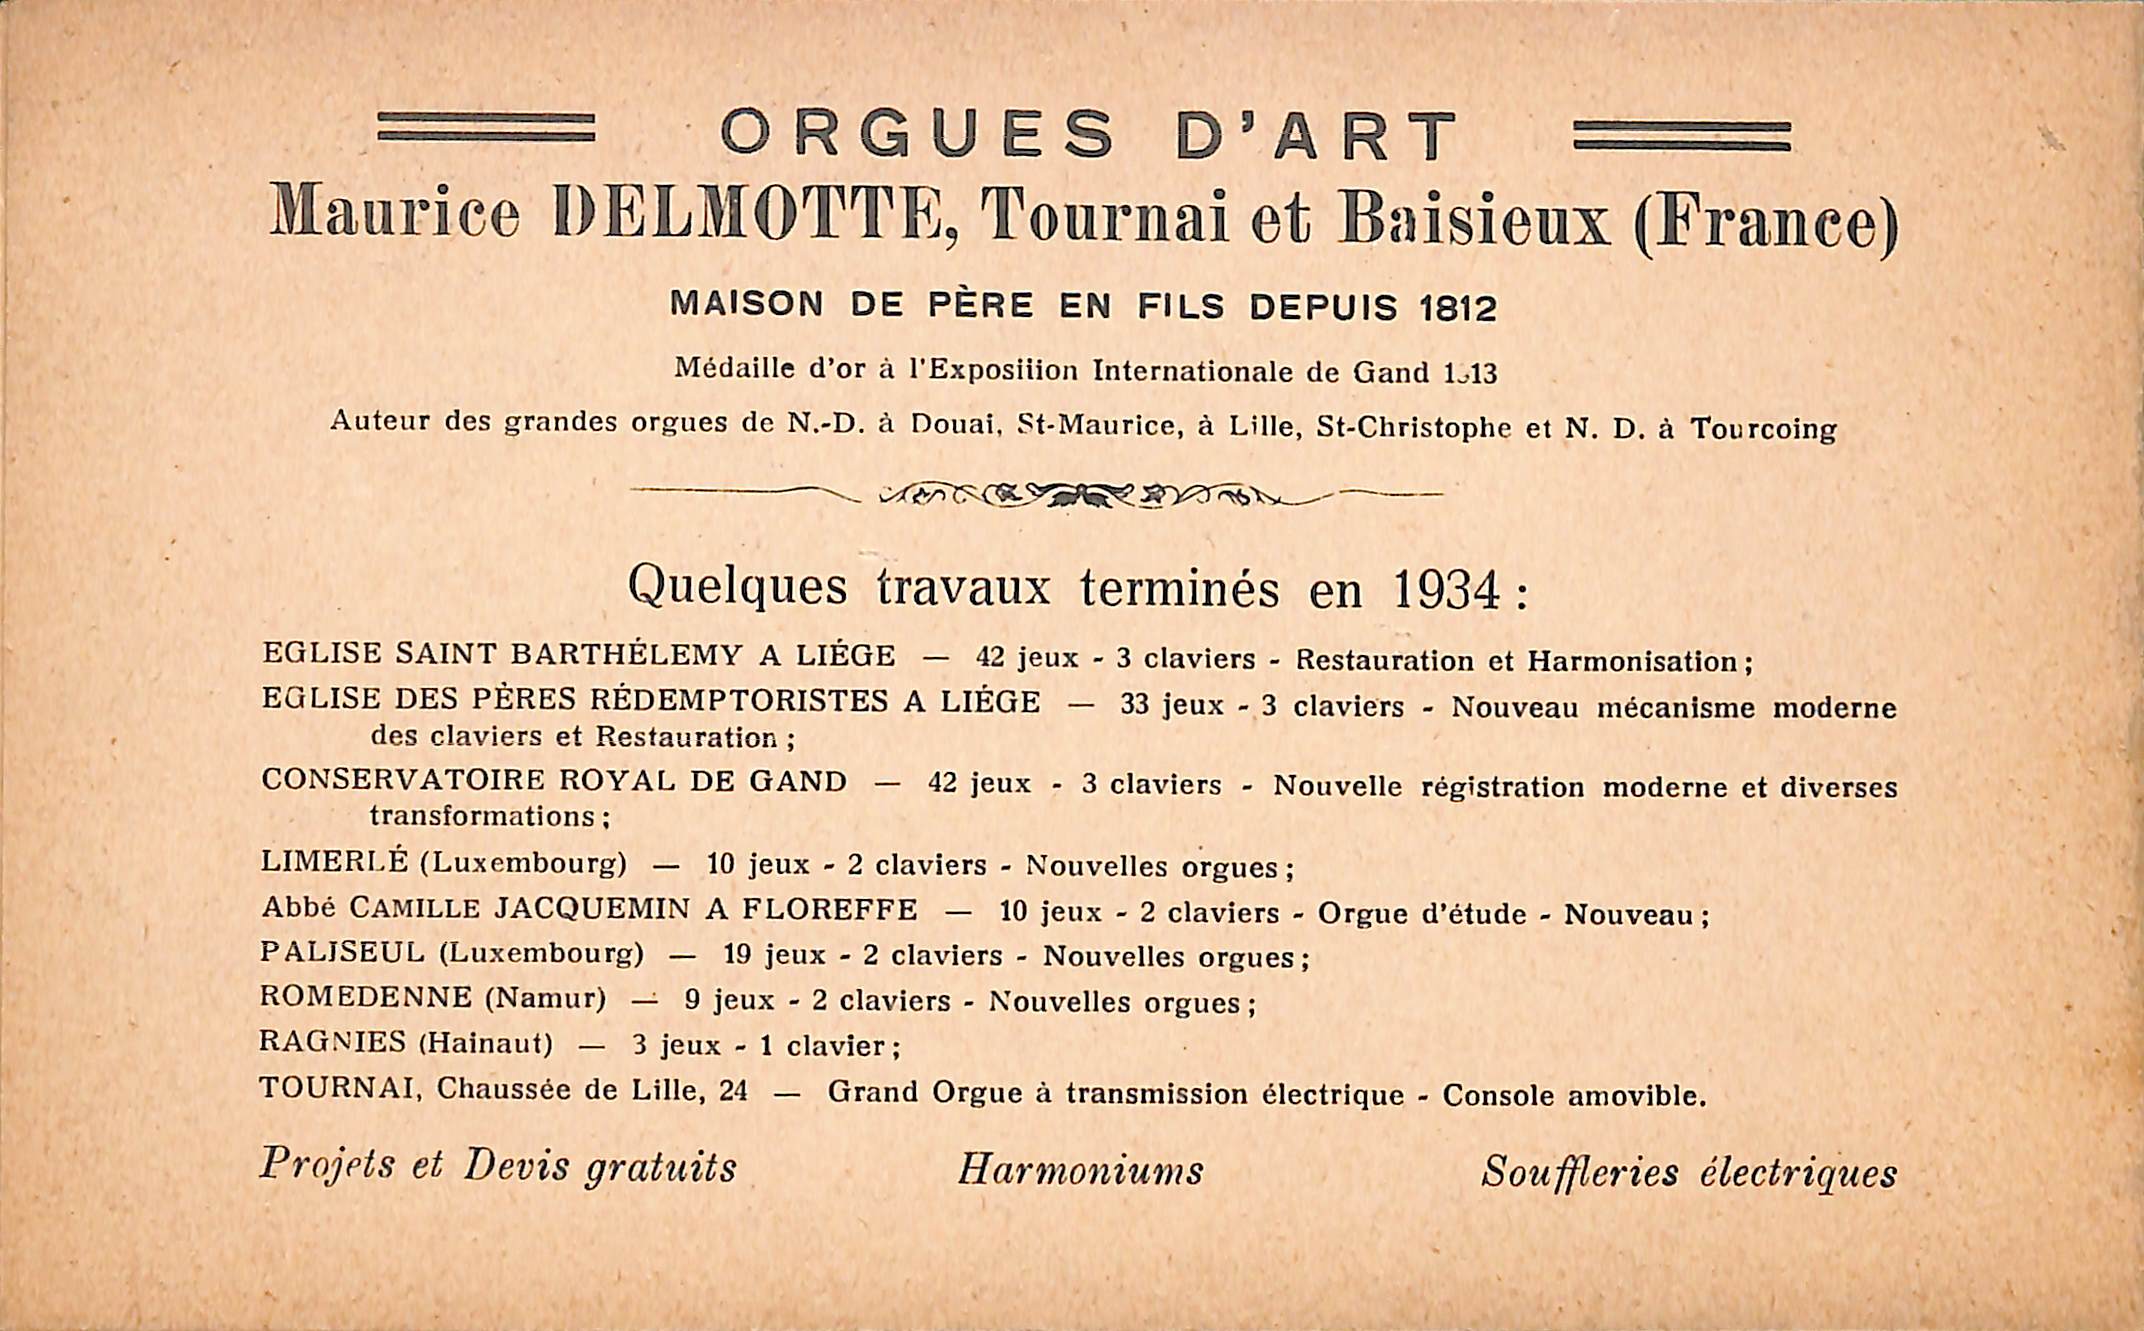 ORGUES D'ART
Maurice DELMOTTE, Tournai et Baisieux (France)
MAISON DE PÈRE EN FILS DEPUIS 1812
Médaille d'or à l'Exposiiion Internationale de Gand
Auteur des grandes orgues de N.-D. à Douai, St-Maurice, à Lille, St-Christophe et N. D. à Tourcoing
Quelques travaux terminés en 1934 :
EGLISE SAINT BARTHÉLEMY A LIÉGE — 42 jeux - 3 claviers - Restauration et Harmonisation ;
EGLISE DES PÈRES RÉDEMPTORISTES A LIÉGE — 33 jeux - 3 claviers - Nouveau mécanisme moderne
des claviers et Restauration ;
CONSERVATOIRE ROYAL DE GAND — 42 jeux - 3 claviers - Nouvelle régistration moderne et diverses
transformations ;
LIMERLÉ (Luxembourg) — 10 jeux - 2 claviers - Nouvelles orgues ;
Abbé CAMILLE JACQUEMIN A FLOREFFE — 10 jeux - 2 claviers - Orgue d'étude - Nouveau ;
PALISEUL (Luxembourg) — 19 jeux - 2 claviers - Nouvelles orgues ;
ROMEDENNE (Namur) — 9 jeux - 2 claviers - Nouvelles orgues ;
RAGNIES (Hainaut) — 3 jeux - 1 clavier ;
TOURNAI, Chaussée de Lille, 24 — Grand Orgue à transmission électrique - Console amovible.
Projets et Devis gratuits Harmoniums Souffleries électriques